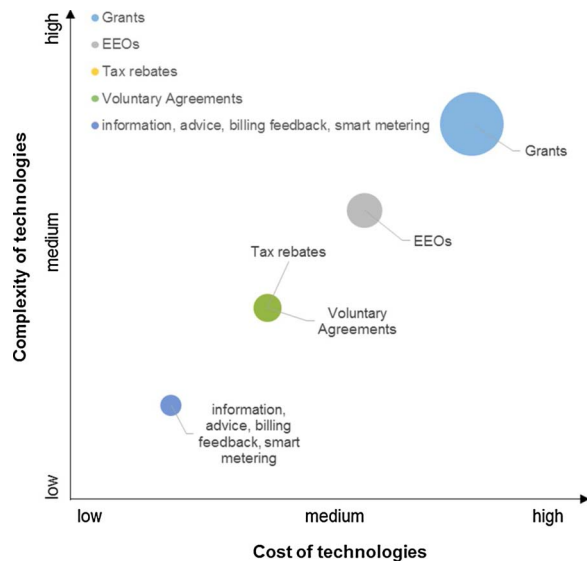 high
Grants
EEOs
Tax rebates
Voluntary Agreements
information, advice, billing feedback, smart metering
Grants
EEOs
Tax rebates
Voluntary
Agreements
information,
advice, billing
feedback, smart
metering
Complexity of technologies
medium
low
low
medium
high
Cost of technologies